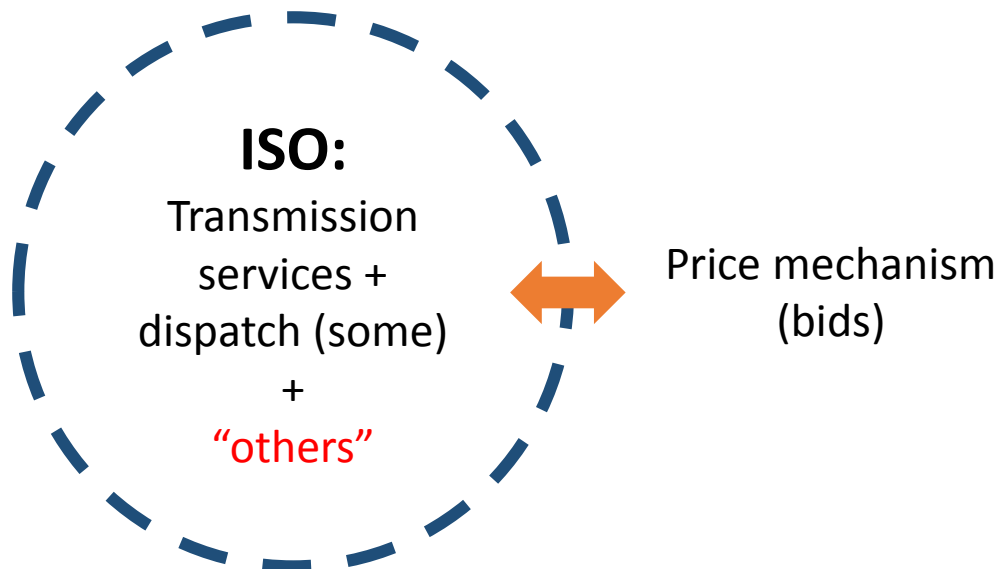 ISO:
Transmission
services +
dispatch (some)
+
“others”
Price mechanism
(bids)